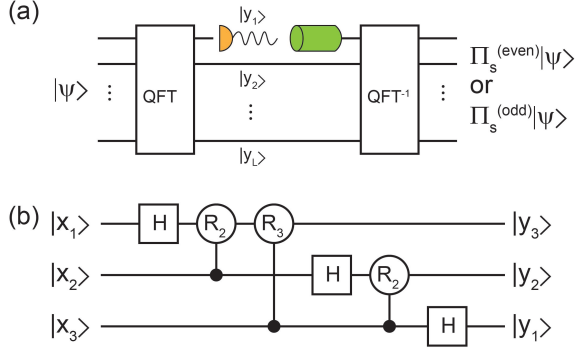 (a)
|y₁>
|ψ> ⋮ QFT |y₂> ⋮ QFT⁻¹ ⋮ Πₛ⁽ᵉᵛᵉⁿ⁾|ψ>
or
Πₛ⁽ᵒᵈᵈ⁾|ψ>
|y_L>
(b)
|x₁> H R₂ R₃ |y₃>
|x₂> H R₂ |y₂>
|x₃> H |y₁>